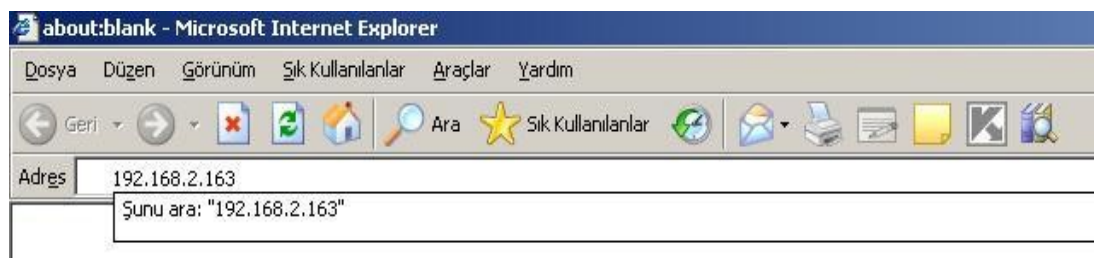 about:blank - Microsoft Internet Explorer
Dosya Düzen Görünüm Sık Kullanılanlar Araçlar Yardım
Geri Ara Sık Kullanılanlar
Adres 192.168.2.163
Şunu ara: "192.168.2.163"